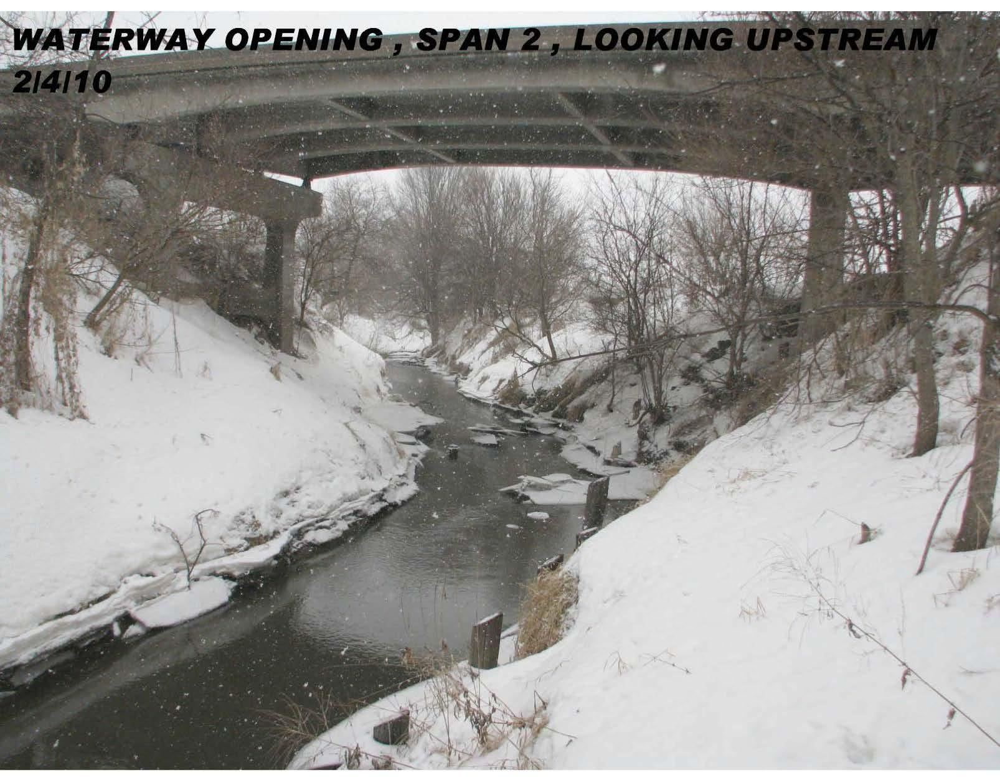 WATERWAY OPENING , SPAN 2 , LOOKING UPSTREAM
2/4/10